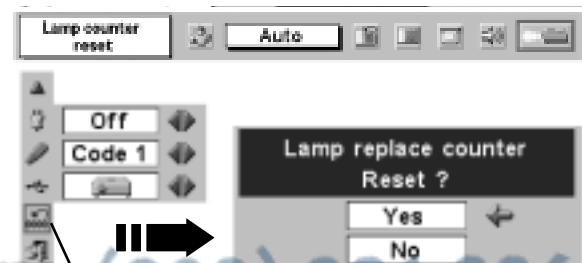 Lamp counter
reset
Auto
Off
Code 1
Lamp replace counter
Reset ?
Yes
No